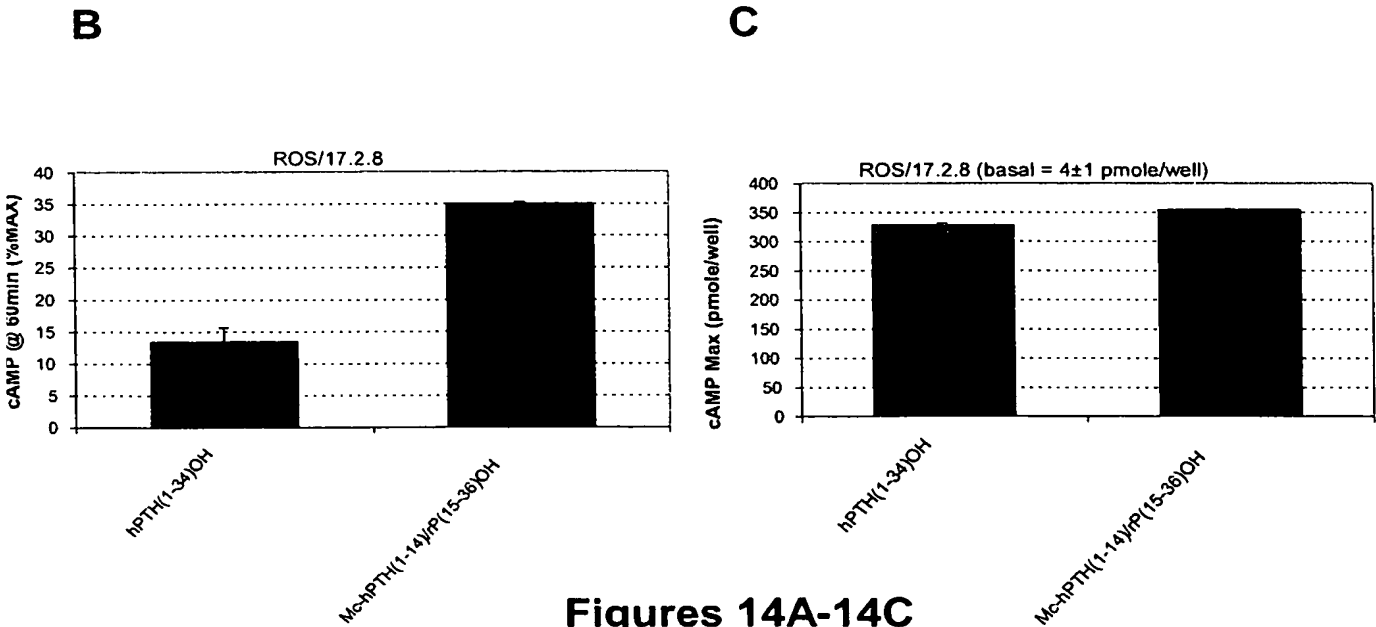 B
ROS/17.2.8
cAMP @ 60min (%MAX)
40
35
30
25
20
15
10
5
0
hPTH(1-34)OH
Mc-hPTH(1-14)/rP(15-36)OH
C
ROS/17.2.8 (basal = 4±1 pmole/well)
cAMP Max (pmole/well)
400
350
300
250
200
150
100
50
0
hPTH(1-34)OH
Mc-hPTH(1-14)/rP(15-36)OH
Figures 14A-14C